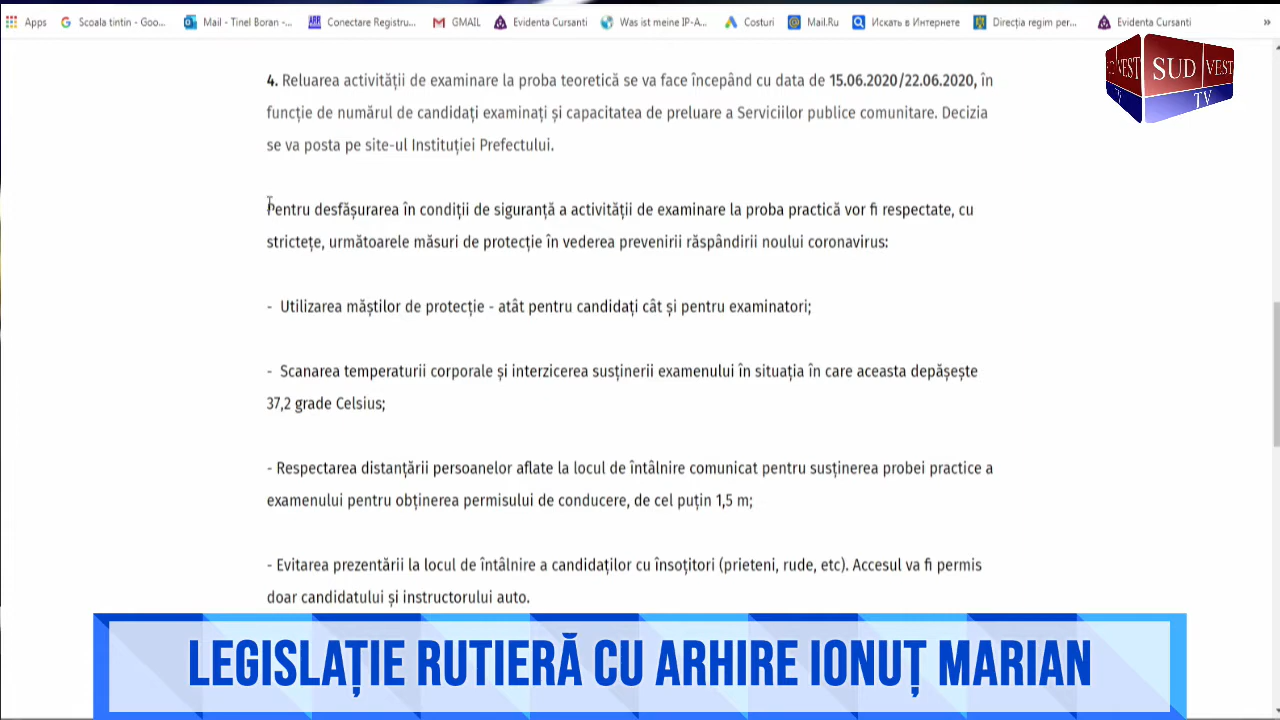 Apps Scoala tintin - Goo... Mail - Tinel Boran -... Conectare Registru... GMAIL Evidenta Cursanti Was ist meine IP-A... Costuri Mail.Ru Искать в Интернете Direcția regim per... Evidenta Cursanti »
VEST SUD VEST
TV
4. Reluarea activității de examinare la proba teoretică se va face începând cu data de 15.06.2020/22.06.2020, în
funcție de numărul de candidați examinați și capacitatea de preluare a Serviciilor publice comunitare. Decizia
se va posta pe site-ul Instituției Prefectului.
Pentru desfășurarea în condiții de siguranță a activității de examinare la proba practică vor fi respectate, cu
strictețe, următoarele măsuri de protecție în vederea prevenirii răspândirii noului coronavirus:
- Utilizarea măștilor de protecție - atât pentru candidați cât și pentru examinatori;
- Scanarea temperaturii corporale și interzicerea susținerii examenului în situația în care aceasta depășește
37,2 grade Celsius;
- Respectarea distanțării persoanelor aflate la locul de întâlnire comunicat pentru susținerea probei practice a
examenului pentru obținerea permisului de conducere, de cel puțin 1,5 m;
- Evitarea prezentării la locul de întâlnire a candidaților cu însoțitori (prieteni, rude, etc). Accesul va fi permis
doar candidatului și instructorului auto.
LEGISLAȚIE RUTIERĂ CU ARHIRE IONUȚ MARIAN